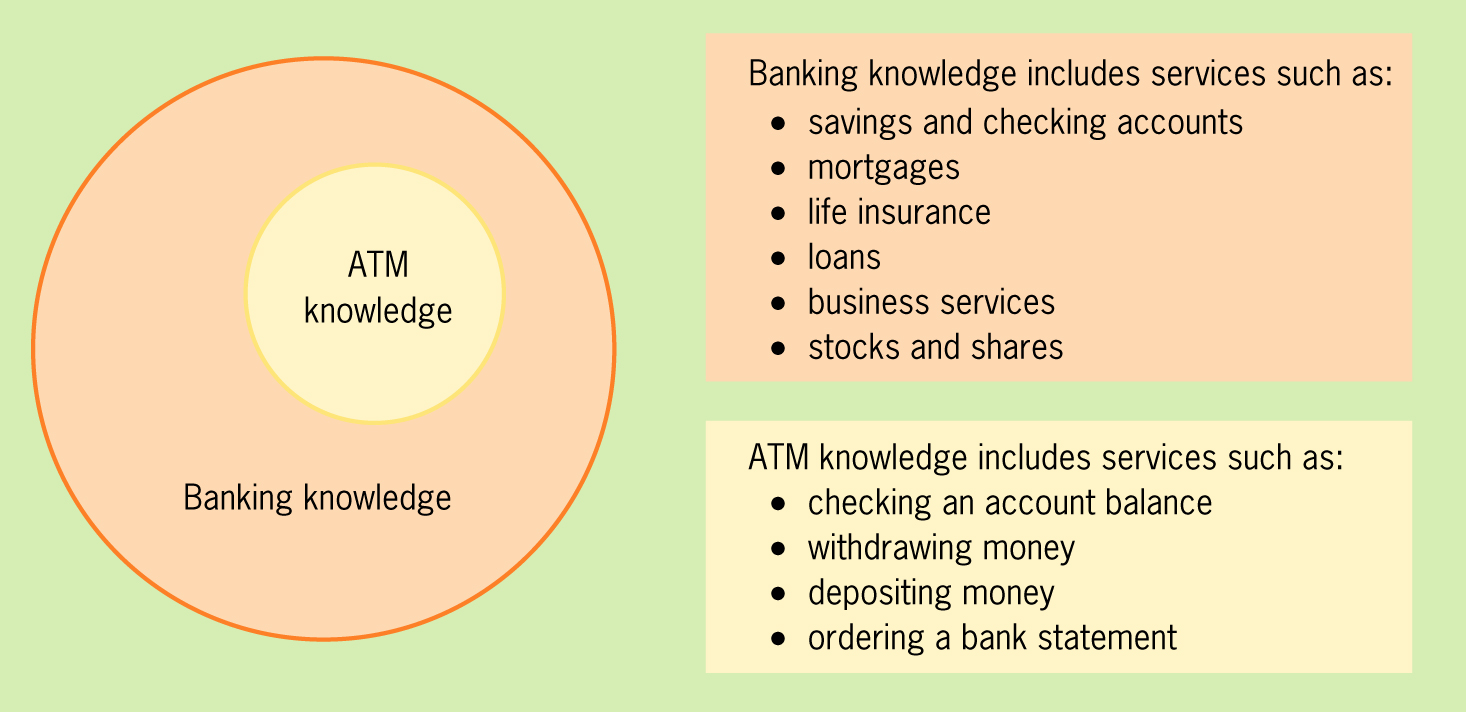 ATM
knowledge
Banking knowledge
Banking knowledge includes services such as:
• savings and checking accounts
• mortgages
• life insurance
• loans
• business services
• stocks and shares
ATM knowledge includes services such as:
• checking an account balance
• withdrawing money
• depositing money
• ordering a bank statement